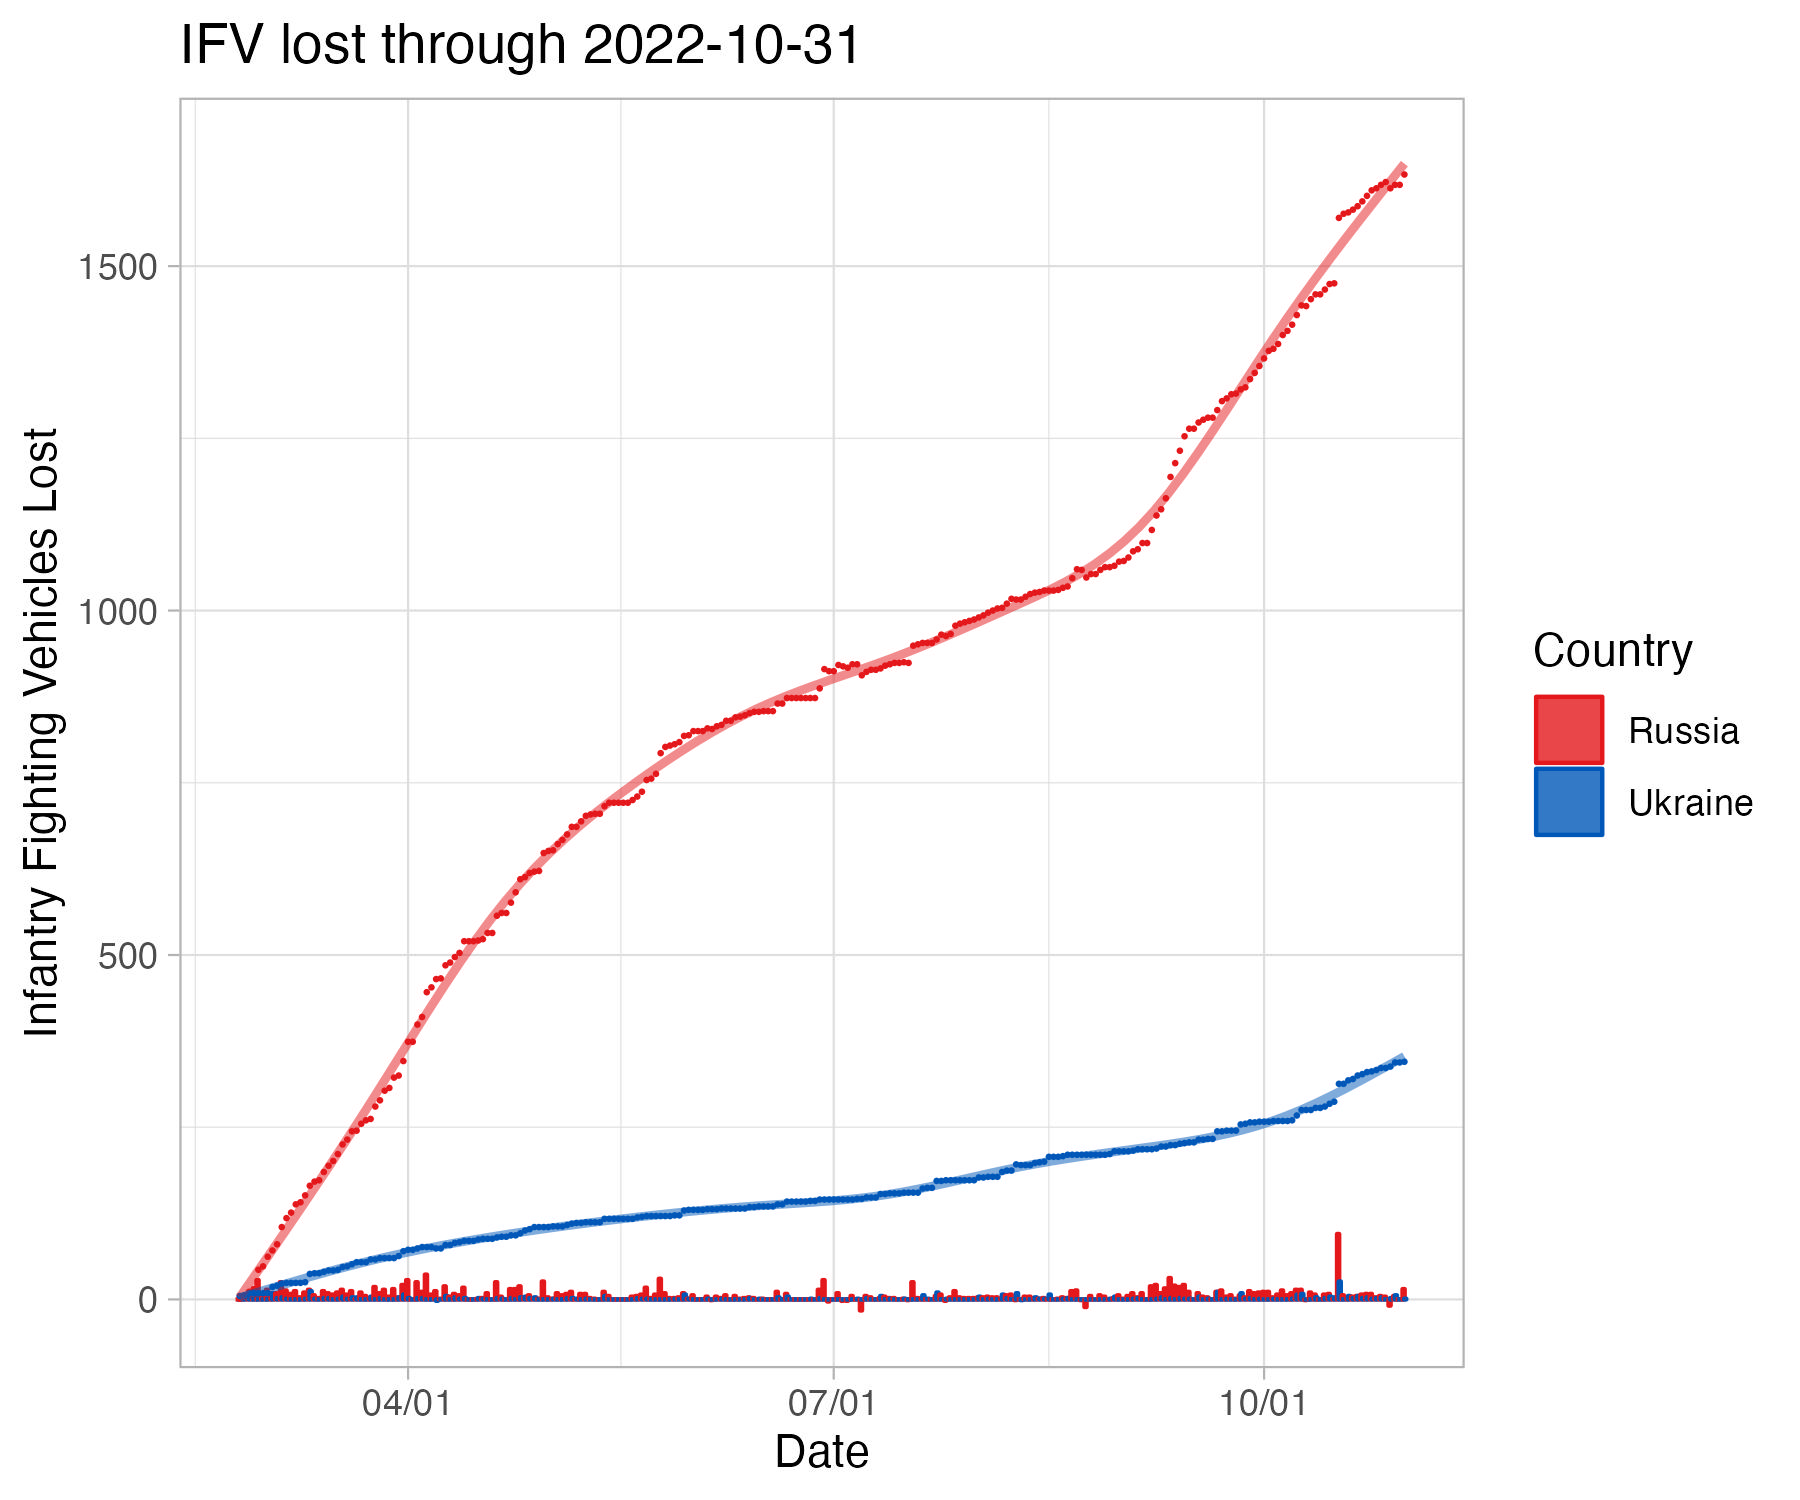 IFV lost through 2022-10-31
Infantry Fighting Vehicles Lost
1500
1000
500
0
04/01
07/01
10/01
Date
Country
Russia
Ukraine